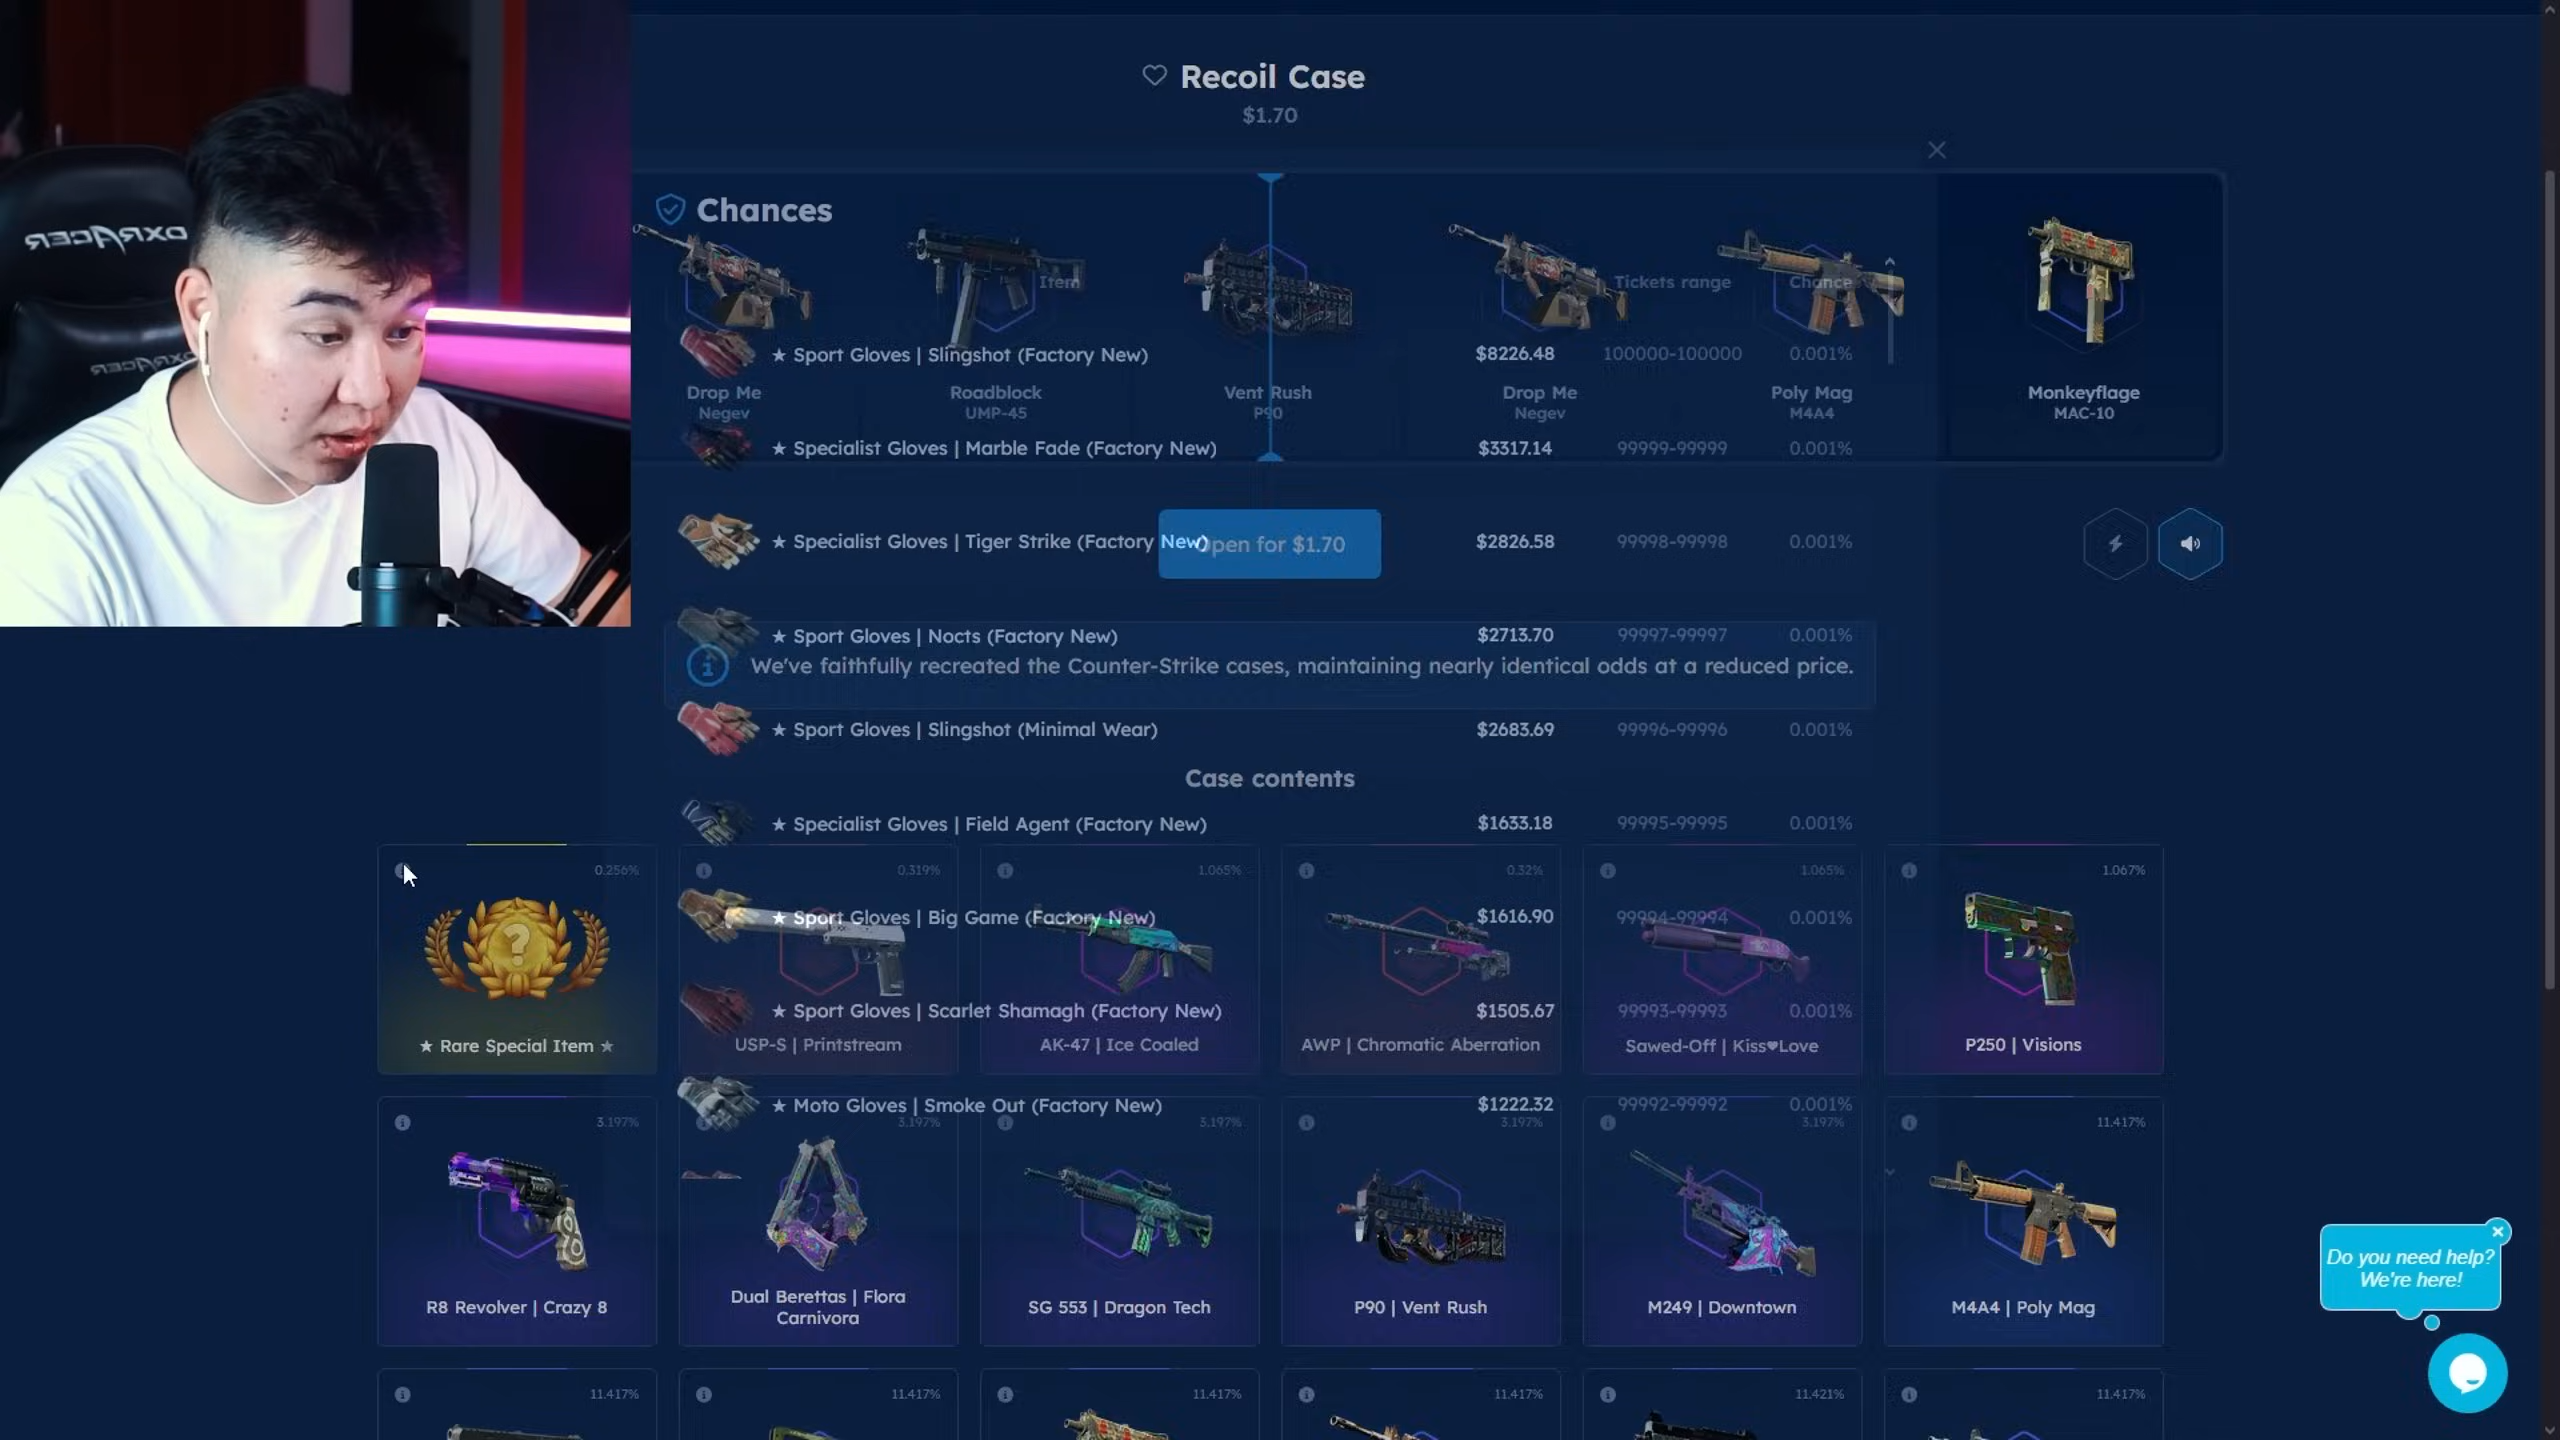 Recoil Case
$1.70
DXRACER
DXRACER
Chances
Item
Tickets range
Chance
★ Sport Gloves | Slingshot (Factory New) $8226.48 100000-100000 0.001%
Drop Me
Negev
Roadblock
UMP-45
Vent Rush
P90
Drop Me
Negev
Poly Mag
M4A4
Monkeyflage
MAC-10
★ Specialist Gloves | Marble Fade (Factory New) $3317.14 99999-99999 0.001%
★ Specialist Gloves | Tiger Strike (Factory New) $2826.58 99998-99998 0.001%
Open for $1.70
★ Sport Gloves | Nocts (Factory New) $2713.70 99997-99997 0.001%
We've faithfully recreated the Counter-Strike cases, maintaining nearly identical odds at a reduced price.
★ Sport Gloves | Slingshot (Minimal Wear) $2683.69 99996-99996 0.001%
Case contents
★ Specialist Gloves | Field Agent (Factory New) $1633.18 99995-99995 0.001%
0.256%
0.319%
1.065%
0.32%
1.065%
1.067%
★ Sport Gloves | Big Game (Factory New) $1616.90 99994-99994 0.001%
★ Sport Gloves | Scarlet Shamagh (Factory New) $1505.67 99993-99993 0.001%
★ Rare Special Item ★
USP-S | Printstream
AK-47 | Ice Coaled
AWP | Chromatic Aberration
Sawed-Off | Kiss♥Love
P250 | Visions
★ Moto Gloves | Smoke Out (Factory New) $1222.32 99992-99992 0.001%
3.197%
3.197%
3.197%
3.197%
3.197%
11.417%
R8 Revolver | Crazy 8
Dual Berettas | Flora
Carnivora
SG 553 | Dragon Tech
P90 | Vent Rush
M249 | Downtown
M4A4 | Poly Mag
Do you need help?
We're here!
11.417%
11.417%
11.417%
11.417%
11.421%
11.417%